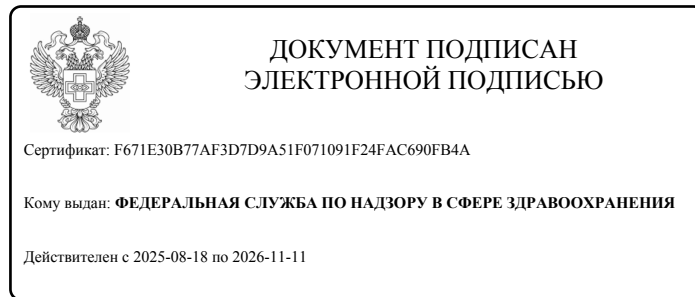 ДОКУМЕНТ ПОДПИСАН
ЭЛЕКТРОННОЙ ПОДПИСЬЮ
Сертификат: F671E30B77AF3D7D9A51F071091F24FAC690FB4A
Кому выдан: ФЕДЕРАЛЬНАЯ СЛУЖБА ПО НАДЗОРУ В СФЕРЕ ЗДРАВООХРАНЕНИЯ
Действителен с 2025-08-18 по 2026-11-11